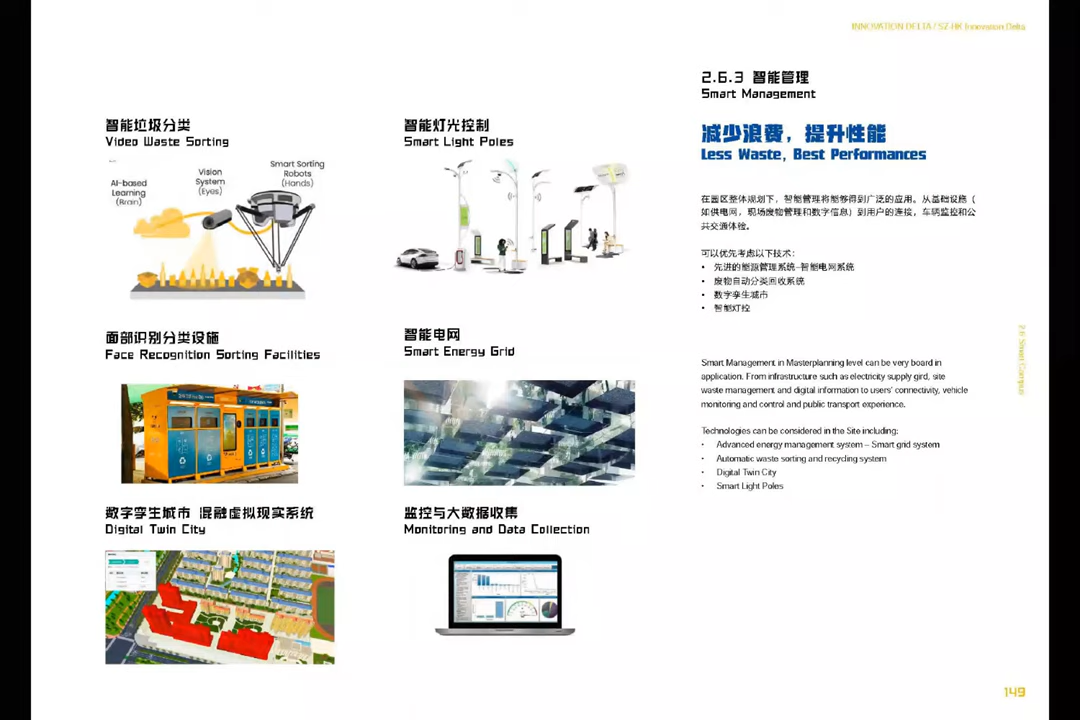 INNOVATION DELTA / SZ-HK Innovation Delta
2.6.3 智能管理
Smart Management
减少浪费，提升性能
Less Waste, Best Performances
在园区整体规划下，智能管理将能够得到广泛的应用。从基础设施（
如供电网，现场废物管理和数字信息）到用户的连接，车辆监控和公
共交通体验。
可以优先考虑以下技术：
• 先进的能源管理系统-智能电网系统
• 废物自动分类回收系统
• 数字孪生城市
• 智能灯控
Smart Management in Masterplanning level can be very board in
application. From infrastructure such as electricity supply gird, site
waste management and digital information to users' connectivity, vehicle
monitoring and control and public transport experience.
Technologies can be considered in the Site including:
• Advanced energy management system – Smart grid system
• Automatic waste sorting and recycling system
• Digital Twin City
• Smart Light Poles
智能垃圾分类
Video Waste Sorting
AI-based
Learning
(Brain)
Vision
System
(Eyes)
Smart Sorting
Robots
(Hands)
智能灯光控制
Smart Light Poles
面部识别分类设施
Face Recognition Sorting Facilities
智能电网
Smart Energy Grid
数字孪生城市 混融虚拟现实系统
Digital Twin City
监控与大数据收集
Monitoring and Data Collection
2.6 Smart Campus
149